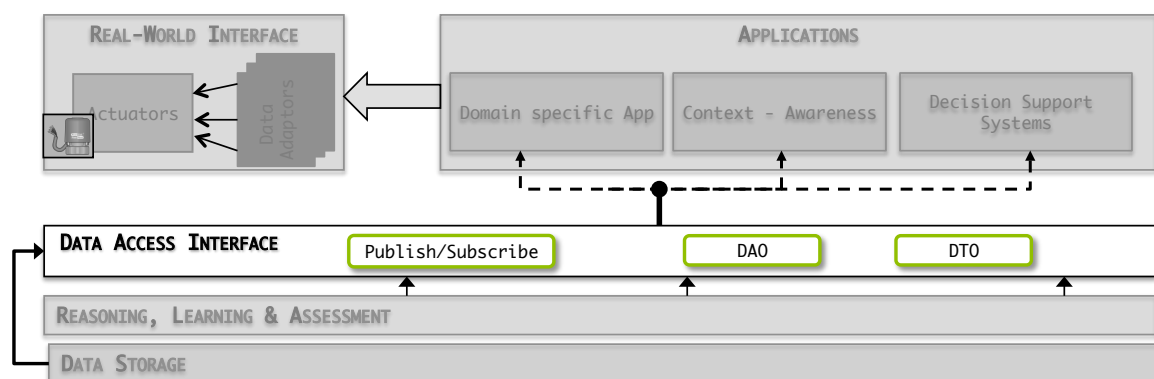 REAL-WORLD INTERFACE
APPLICATIONS
Actuators
Data
Adaptors
Domain specific App
Context - Awareness
Decision Support
Systems
DATA ACCESS INTERFACE
Publish/Subscribe
DAO
DTO
REASONING, LEARNING & ASSESSMENT
DATA STORAGE